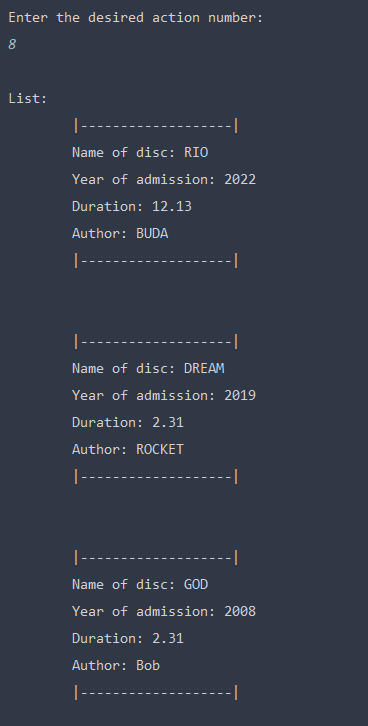 Enter the desired action number:
8
List:
|-------------------|
Name of disc: RIO
Year of admission: 2022
Duration: 12.13
Author: BUDA
|-------------------|
|-------------------|
Name of disc: DREAM
Year of admission: 2019
Duration: 2.31
Author: ROCKET
|-------------------|
|-------------------|
Name of disc: GOD
Year of admission: 2008
Duration: 2.31
Author: Bob
|-------------------|